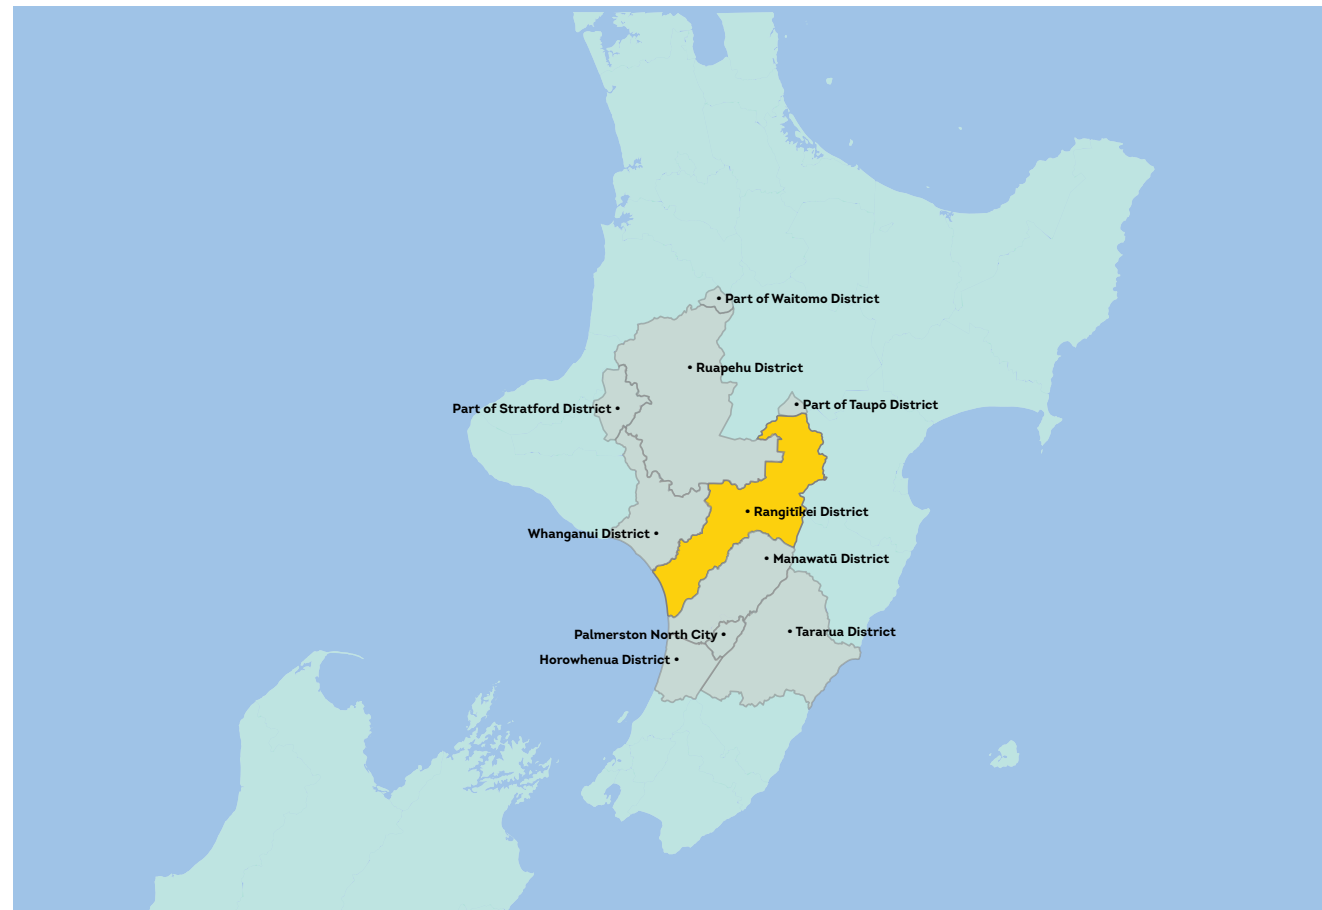 Part of Waitomo District
Ruapehu District
Part of Taupō District
Part of Stratford District
Rangitīkei District
Whanganui District
Manawatū District
Tararua District
Palmerston North City
Horowhenua District